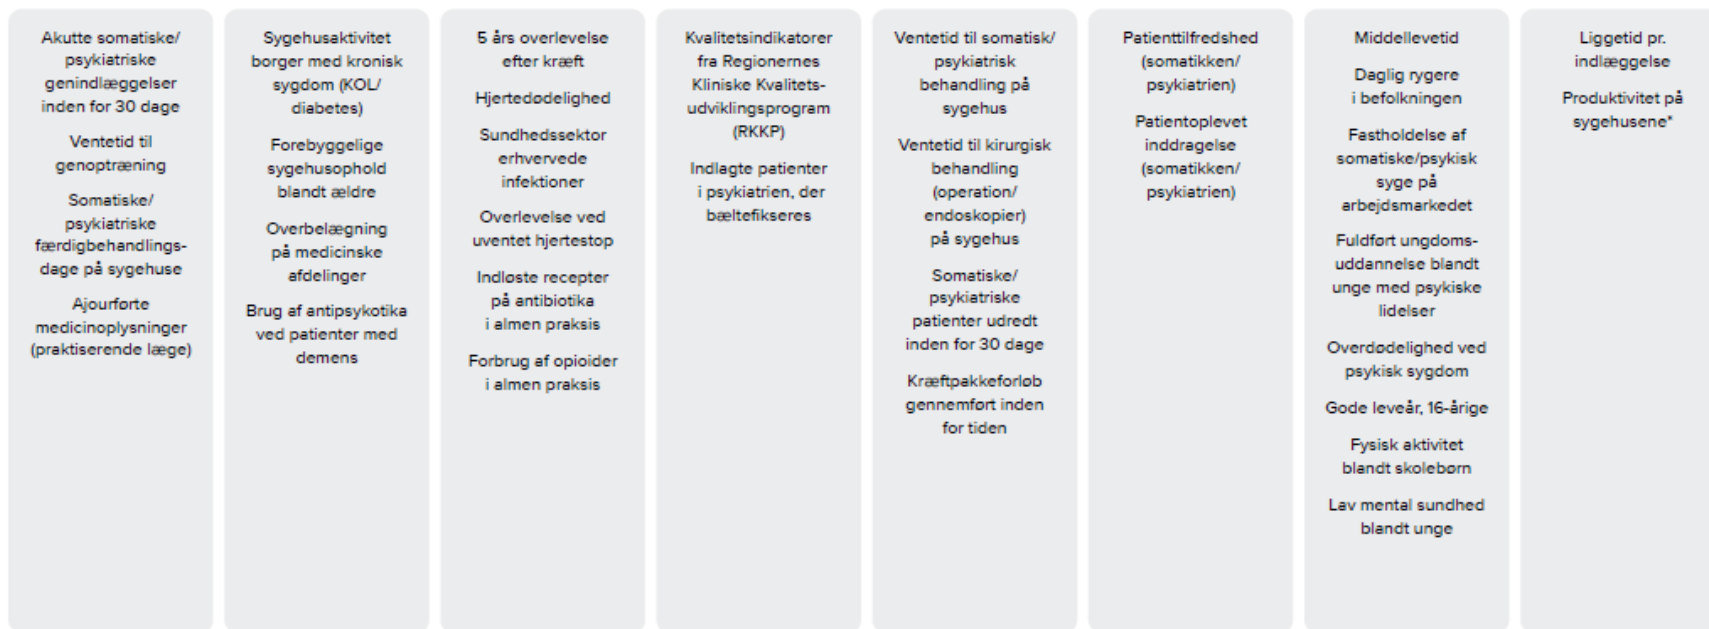 Akutte somatiske/
psykiatriske
genindlæggelser
inden for 30 dage
Ventetid til
genoptræning
Somatiske/
psykiatriske
færdigbehandlings-
dage på sygehuse
Ajourførte
medicinoplysninger
(praktiserende læge)
Sygehusaktivitet
borger med kronisk
sygdom (KOL/
diabetes)
Forebyggelige
sygehusophold
blandt ældre
Overbelægning
på medicinske
afdelinger
Brug af antipsykotika
ved patienter med
demens
5 års overlevelse
efter kræft
Hjertedødelighed
Sundhedssektor
erhvervede
infektioner
Overlevelse ved
uventet hjertestop
Indløste recepter
på antibiotika
i almen praksis
Forbrug af opioider
i almen praksis
Kvalitetsindikatorer
fra Regionernes
Kliniske Kvalitets-
udviklingsprogram
(RKKP)
Indlagte patienter
i psykiatrien, der
bæltefikseres
Ventetid til somatisk/
psykiatrisk
behandling på
sygehus
Ventetid til kirurgisk
behandling
(operation/
endoskopier)
på sygehus
Somatiske/
psykiatriske
patienter udredt
inden for 30 dage
Kræftpakkeforløb
gennemført inden
for tiden
Patienttilfredshed
(somatikken/
psykiatrien)
Patientoplevet
inddragelse
(somatikken/
psykiatrien)
Middellevetid
Daglig rygere
i befolkningen
Fastholdelse af
somatiske/psykisk
syge på
arbejdsmarkedet
Fuldført ungdoms-
uddannelse blandt
unge med psykiske
lidelser
Overdødelighed ved
psykisk sygdom
Gode leveår, 16-årige
Fysisk aktivitet
blandt skolebørn
Lav mental sundhed
blandt unge
Liggetid pr.
indlæggelse
Produktivitet på
sygehusene*